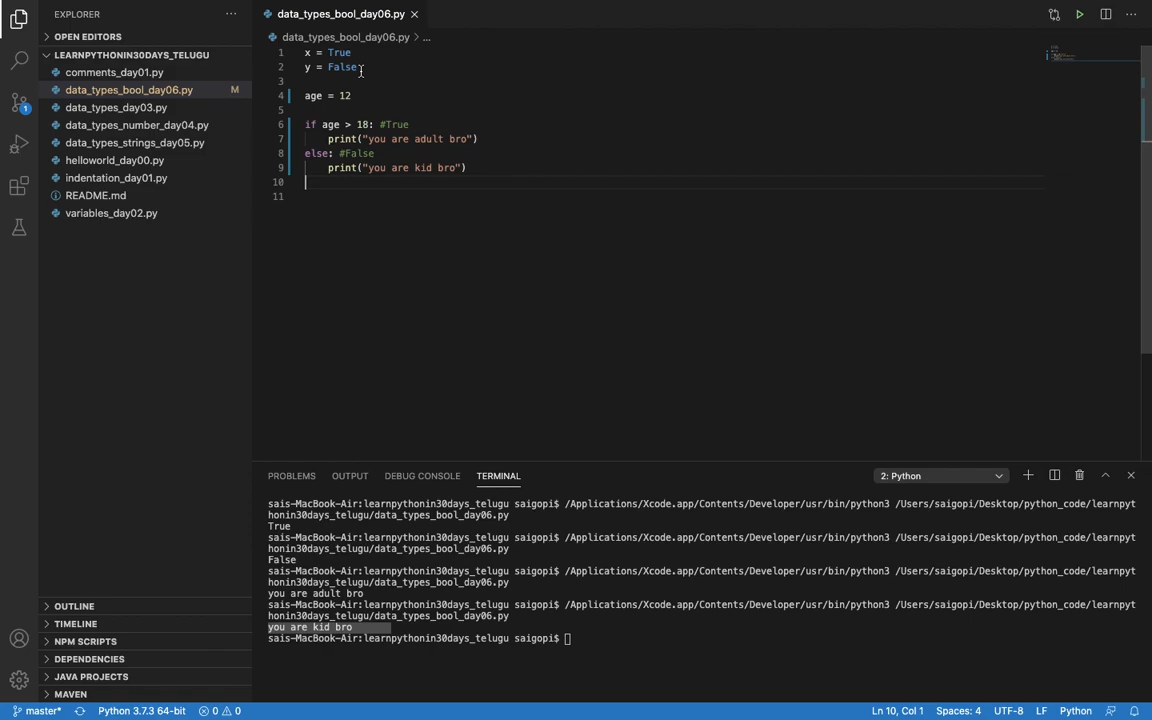 EXPLORER
data_types_bool_day06.py
OPEN EDITORS
data_types_bool_day06.py > ...
LEARNPYTHONIN30DAYS_TELUGU
comments_day01.py
data_types_bool_day06.py M
data_types_day03.py
data_types_number_day04.py
data_types_strings_day05.py
helloworld_day00.py
indentation_day01.py
README.md
variables_day02.py
1 x = True
2 y = False
3
4 age = 12
5
6 if age > 18: #True
7 print("you are adult bro")
8 else: #False
9 print("you are kid bro")
10
11
1
PROBLEMS OUTPUT DEBUG CONSOLE TERMINAL
2: Python
sais-MacBook-Air:learnpythonin30days_telugu saigopi$ /Applications/Xcode.app/Contents/Developer/usr/bin/python3 /Users/saigopi/Desktop/python_code/learnpyt
honin30days_telugu/data_types_bool_day06.py
True
sais-MacBook-Air:learnpythonin30days_telugu saigopi$ /Applications/Xcode.app/Contents/Developer/usr/bin/python3 /Users/saigopi/Desktop/python_code/learnpyt
honin30days_telugu/data_types_bool_day06.py
False
sais-MacBook-Air:learnpythonin30days_telugu saigopi$ /Applications/Xcode.app/Contents/Developer/usr/bin/python3 /Users/saigopi/Desktop/python_code/learnpyt
honin30days_telugu/data_types_bool_day06.py
you are adult bro
sais-MacBook-Air:learnpythonin30days_telugu saigopi$ /Applications/Xcode.app/Contents/Developer/usr/bin/python3 /Users/saigopi/Desktop/python_code/learnpyt
honin30days_telugu/data_types_bool_day06.py
you are kid bro
sais-MacBook-Air:learnpythonin30days_telugu saigopi$
OUTLINE
TIMELINE
NPM SCRIPTS
DEPENDENCIES
JAVA PROJECTS
MAVEN
master* Python 3.7.3 64-bit 0 0 Ln 10, Col 1 Spaces: 4 UTF-8 LF Python